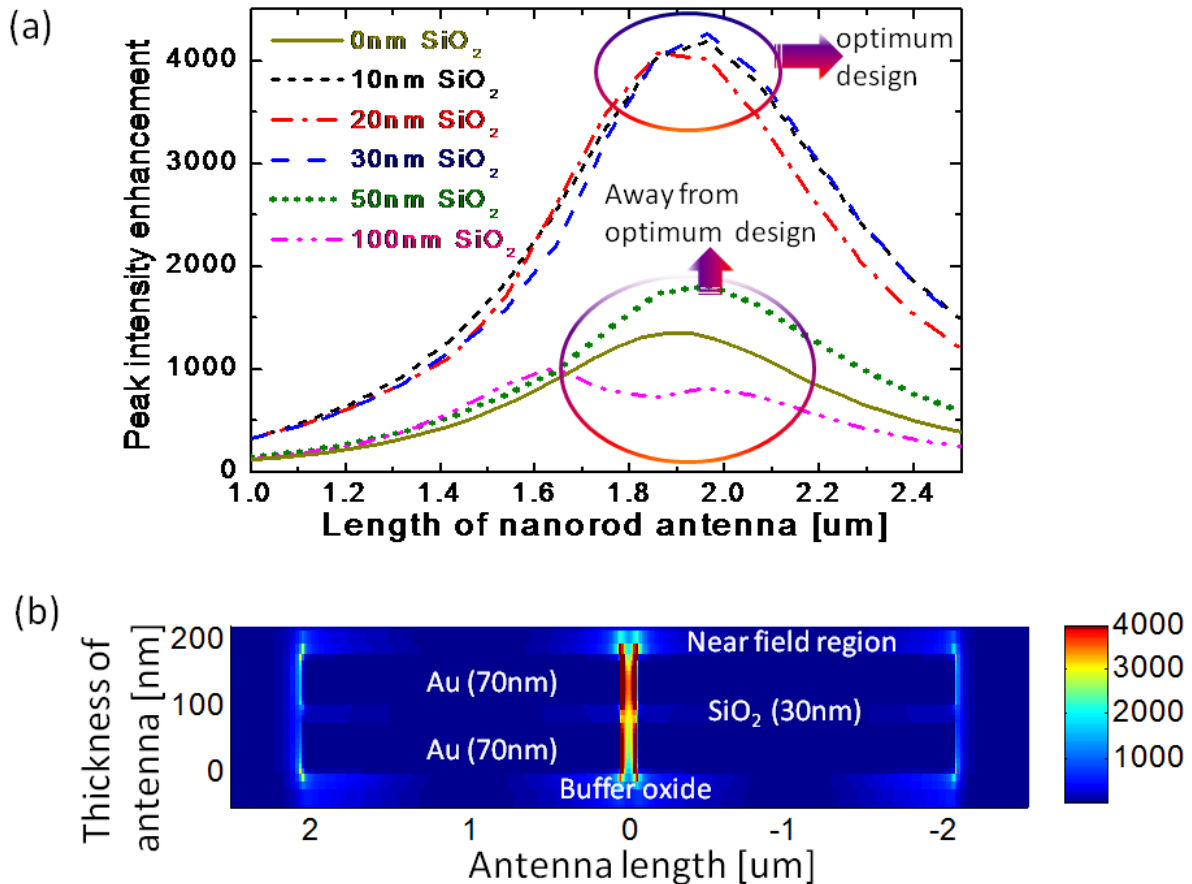 (a)
Peak intensity enhancement
4000
3000
2000
1000
0
0nm SiO₂
10nm SiO₂
20nm SiO₂
30nm SiO₂
50nm SiO₂
100nm SiO₂
optimum
design
Away from
optimum design
1.0 1.2 1.4 1.6 1.8 2.0 2.2 2.4
Length of nanorod antenna [um]
(b)
Thickness of
antenna [nm]
200
100
0
Near field region
Au (70nm)
SiO₂ (30nm)
Au (70nm)
Buffer oxide
4000
3000
2000
1000
2 1 0 -1 -2
Antenna length [um]